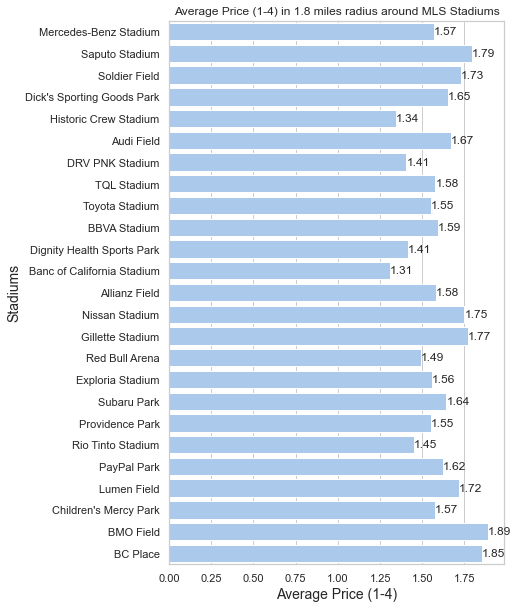 Average Price (1-4) in 1.8 miles radius around MLS Stadiums
Mercedes-Benz Stadium 1.57
Saputo Stadium 1.79
Soldier Field 1.73
Dick's Sporting Goods Park 1.65
Historic Crew Stadium 1.34
Audi Field 1.67
DRV PNK Stadium 1.41
TQL Stadium 1.58
Toyota Stadium 1.55
BBVA Stadium 1.59
Dignity Health Sports Park 1.41
Banc of California Stadium 1.31
Allianz Field 1.58
Nissan Stadium 1.75
Gillette Stadium 1.77
Red Bull Arena 1.49
Exploria Stadium 1.56
Subaru Park 1.64
Providence Park 1.55
Rio Tinto Stadium 1.45
PayPal Park 1.62
Lumen Field 1.72
Children's Mercy Park 1.57
BMO Field 1.89
BC Place 1.85
Stadiums
0.00 0.25 0.50 0.75 1.00 1.25 1.50 1.75
Average Price (1-4)